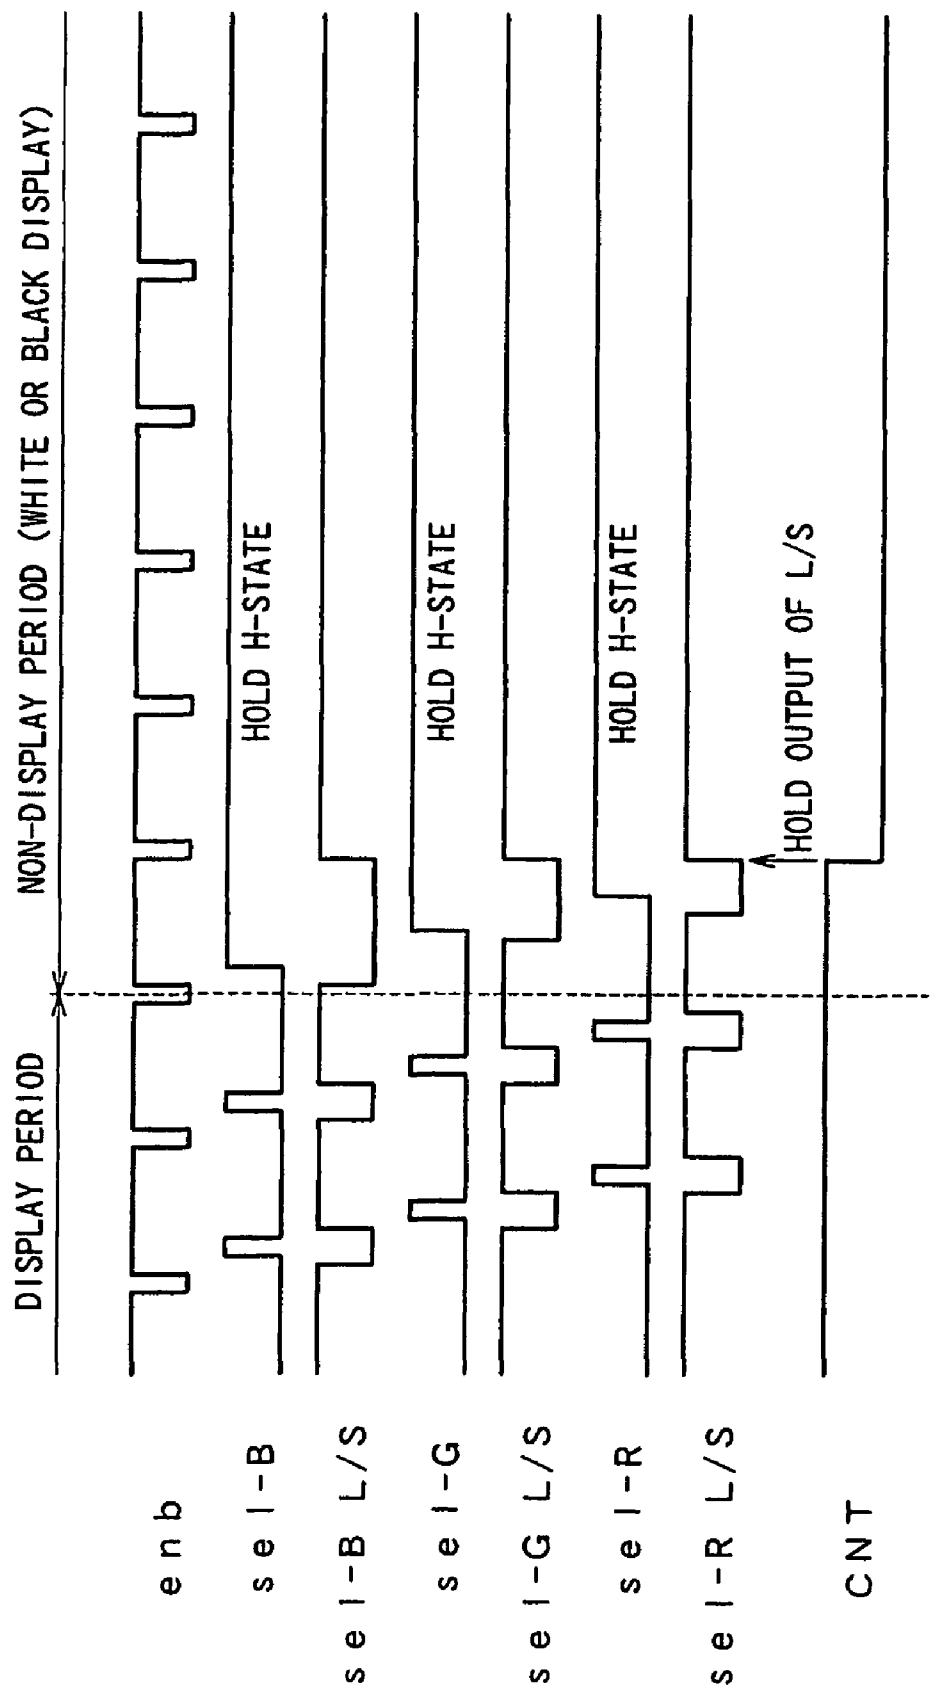 DISPLAY PERIOD
NON-DISPLAY PERIOD (WHITE OR BLACK DISPLAY)
enb
sel-B
HOLD H-STATE
sel-B L/S
sel-G
HOLD H-STATE
sel-G L/S
sel-R
HOLD H-STATE
sel-R L/S
HOLD OUTPUT OF L/S
CNT